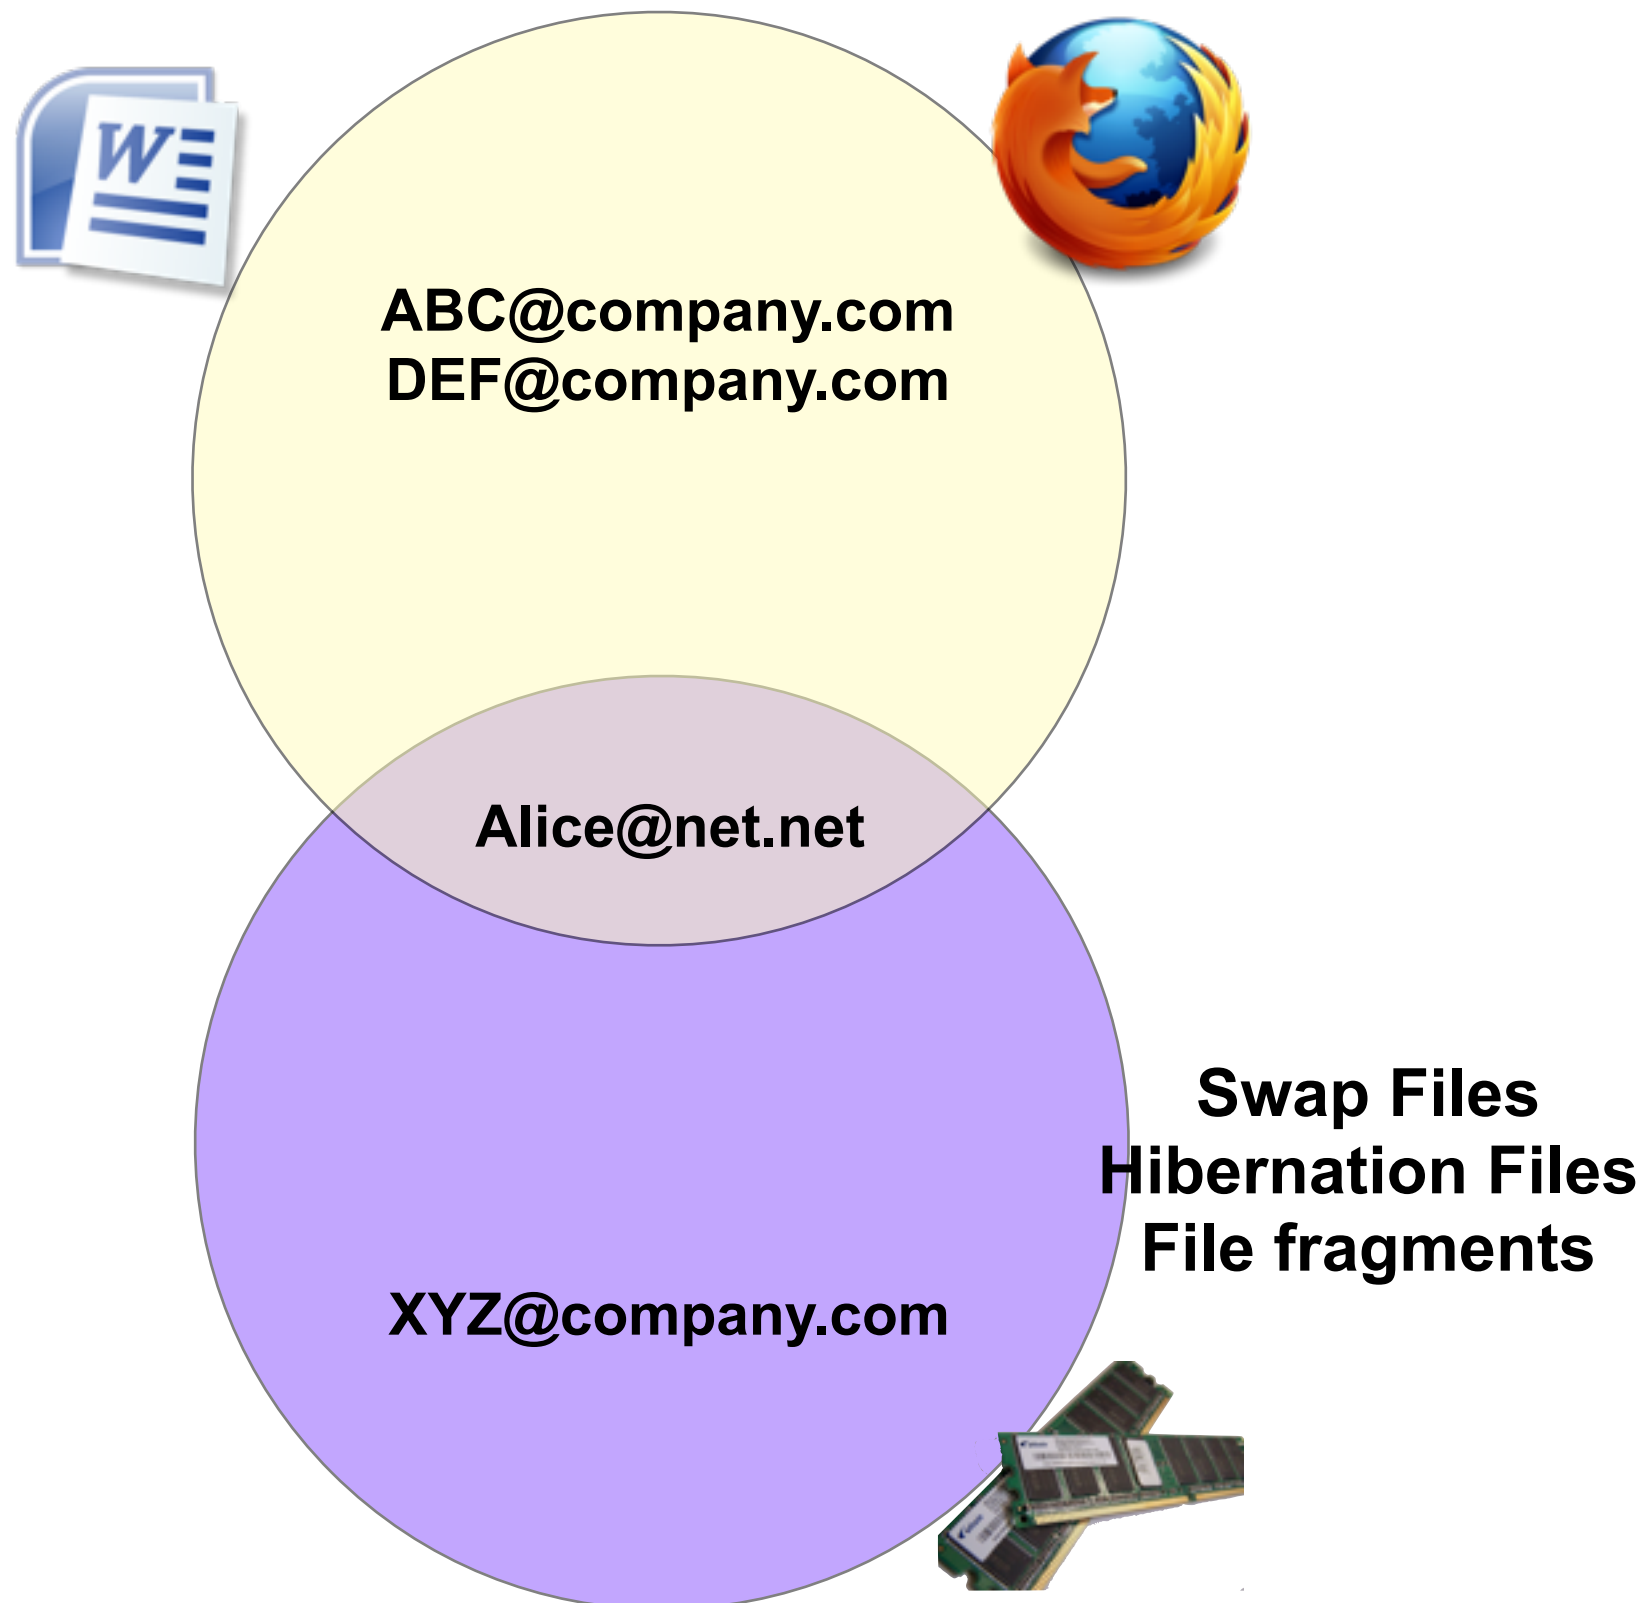 W
ABC@company.com
DEF@company.com
Alice@net.net
Swap Files
Hibernation Files
File fragments
XYZ@company.com